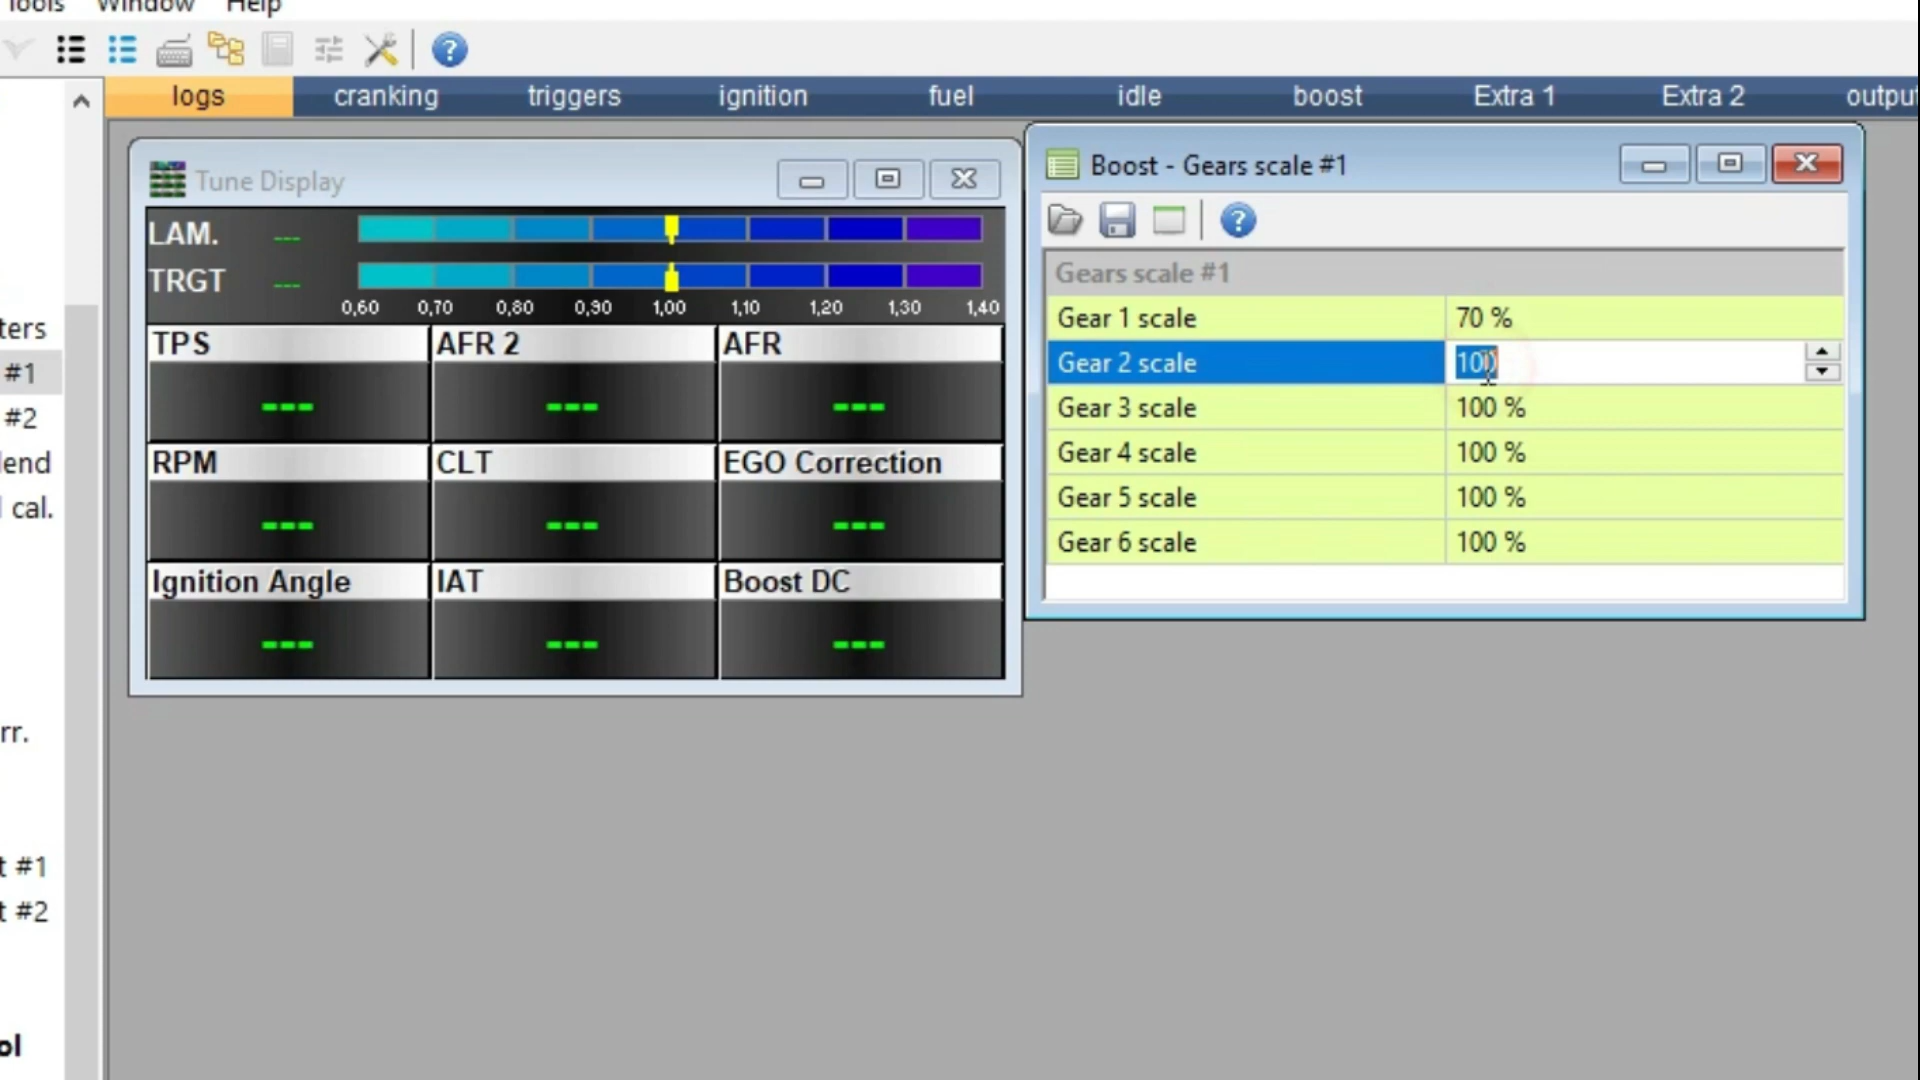 Tools Window Help
logs cranking triggers ignition fuel idle boost Extra 1 Extra 2 output
ters
#1
#2
lend
cal.
rr.
t #1
t #2
ol
Tune Display
LAM. ---
TRGT ---
0,60 0,70 0,80 0,90 1,00 1,10 1,20 1,30 1,40
TPS AFR 2 AFR
--- --- ---
RPM CLT EGO Correction
--- --- ---
Ignition Angle IAT Boost DC
--- --- ---
Boost - Gears scale #1
Gears scale #1
Gear 1 scale 70 %
Gear 2 scale 100
Gear 3 scale 100 %
Gear 4 scale 100 %
Gear 5 scale 100 %
Gear 6 scale 100 %